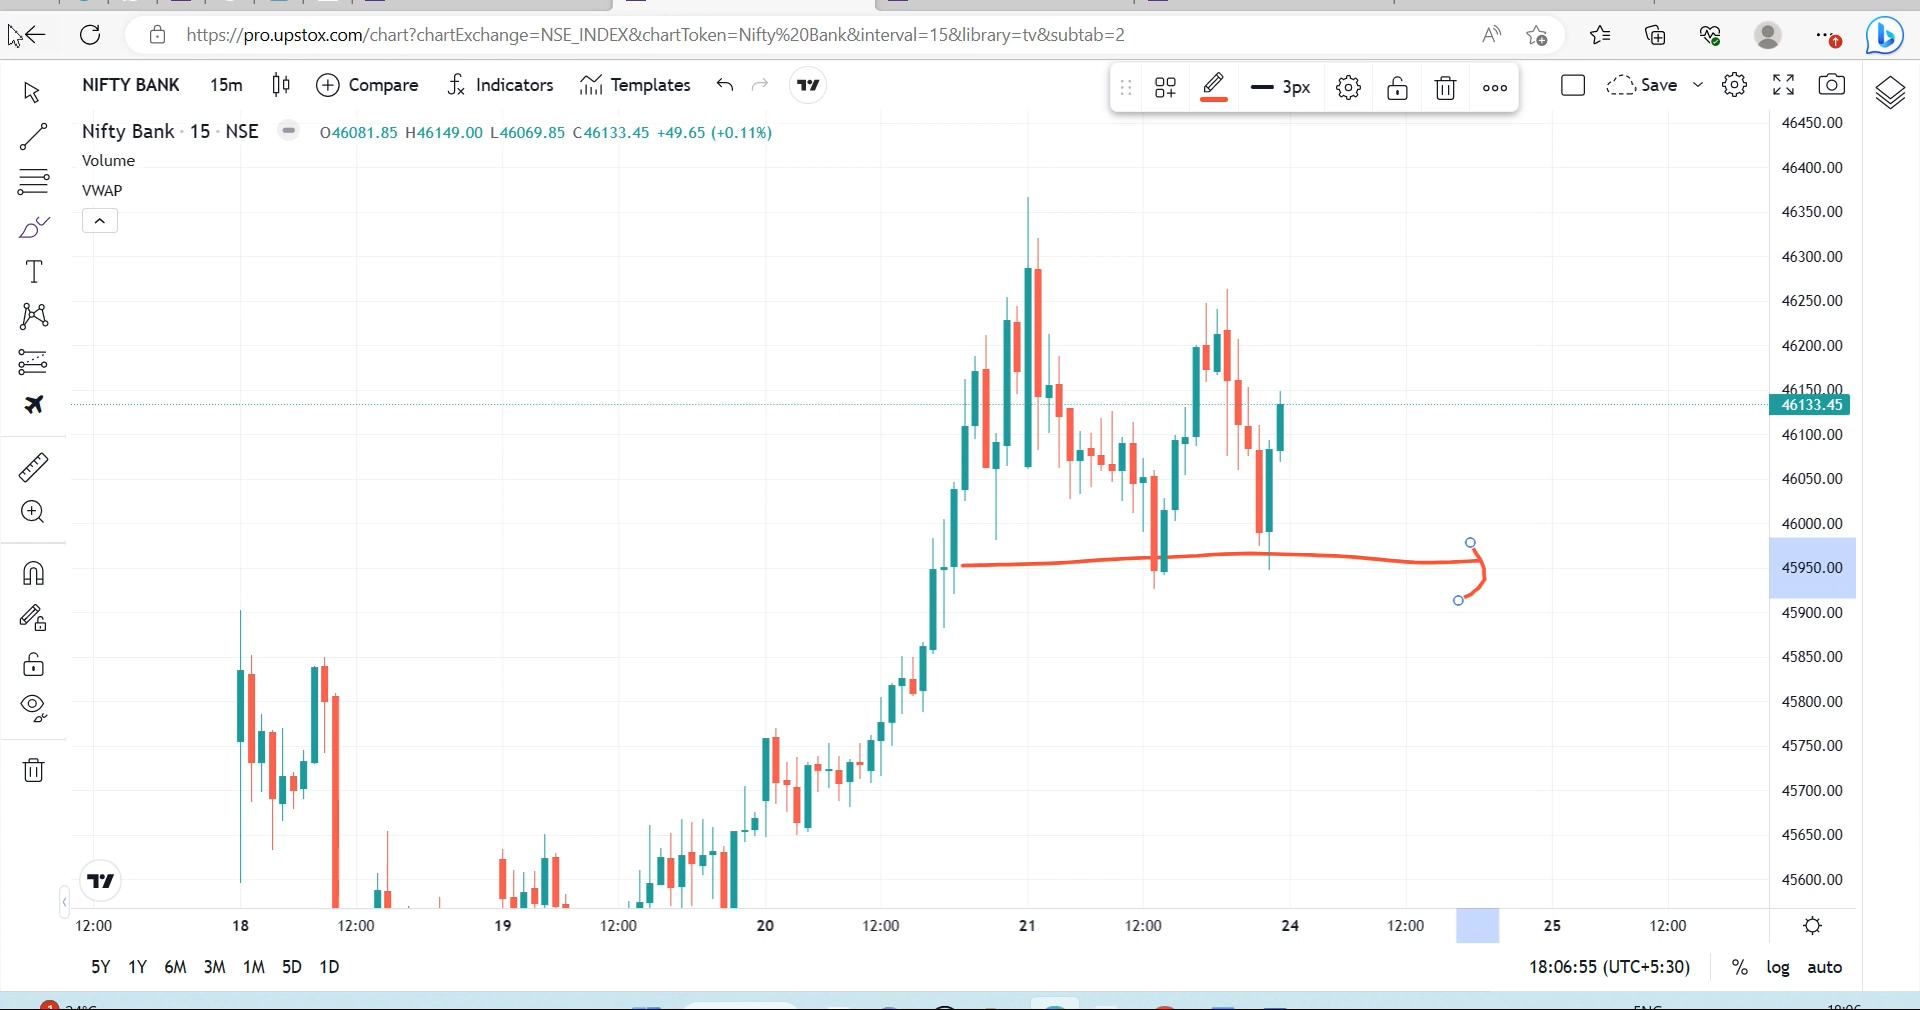 https://pro.upstox.com/chart?chartExchange=NSE_INDEX&chartToken=Nifty%20Bank&interval=15&library=tv&subtab=2
NIFTY BANK 15m Compare Indicators Templates 3px Save
Nifty Bank · 15 · NSE O46081.85 H46149.00 L46069.85 C46133.45 +49.65 (+0.11%)
Volume
VWAP
46450.00
46400.00
46350.00
46300.00
46250.00
46200.00
46150.00
46133.45
46100.00
46050.00
46000.00
45950.00
45900.00
45850.00
45800.00
45750.00
45700.00
45650.00
45600.00
12:00 18 12:00 19 12:00 20 12:00 21 12:00 24 12:00 25 12:00
5Y 1Y 6M 3M 1M 5D 1D 18:06:55 (UTC+5:30) % log auto